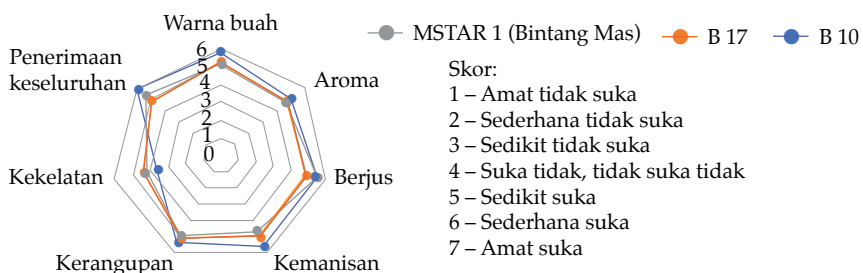 Warna buah
Aroma
Berjus
Kemanisan
Kerangupan
Kekelatan
Penerimaan
keseluruhan
6
5
4
3
2
1
0
MSTAR 1 (Bintang Mas) B 17 B 10
Skor:
1 – Amat tidak suka
2 – Sederhana tidak suka
3 – Sedikit tidak suka
4 – Suka tidak, tidak suka tidak
5 – Sedikit suka
6 – Sederhana suka
7 – Amat suka